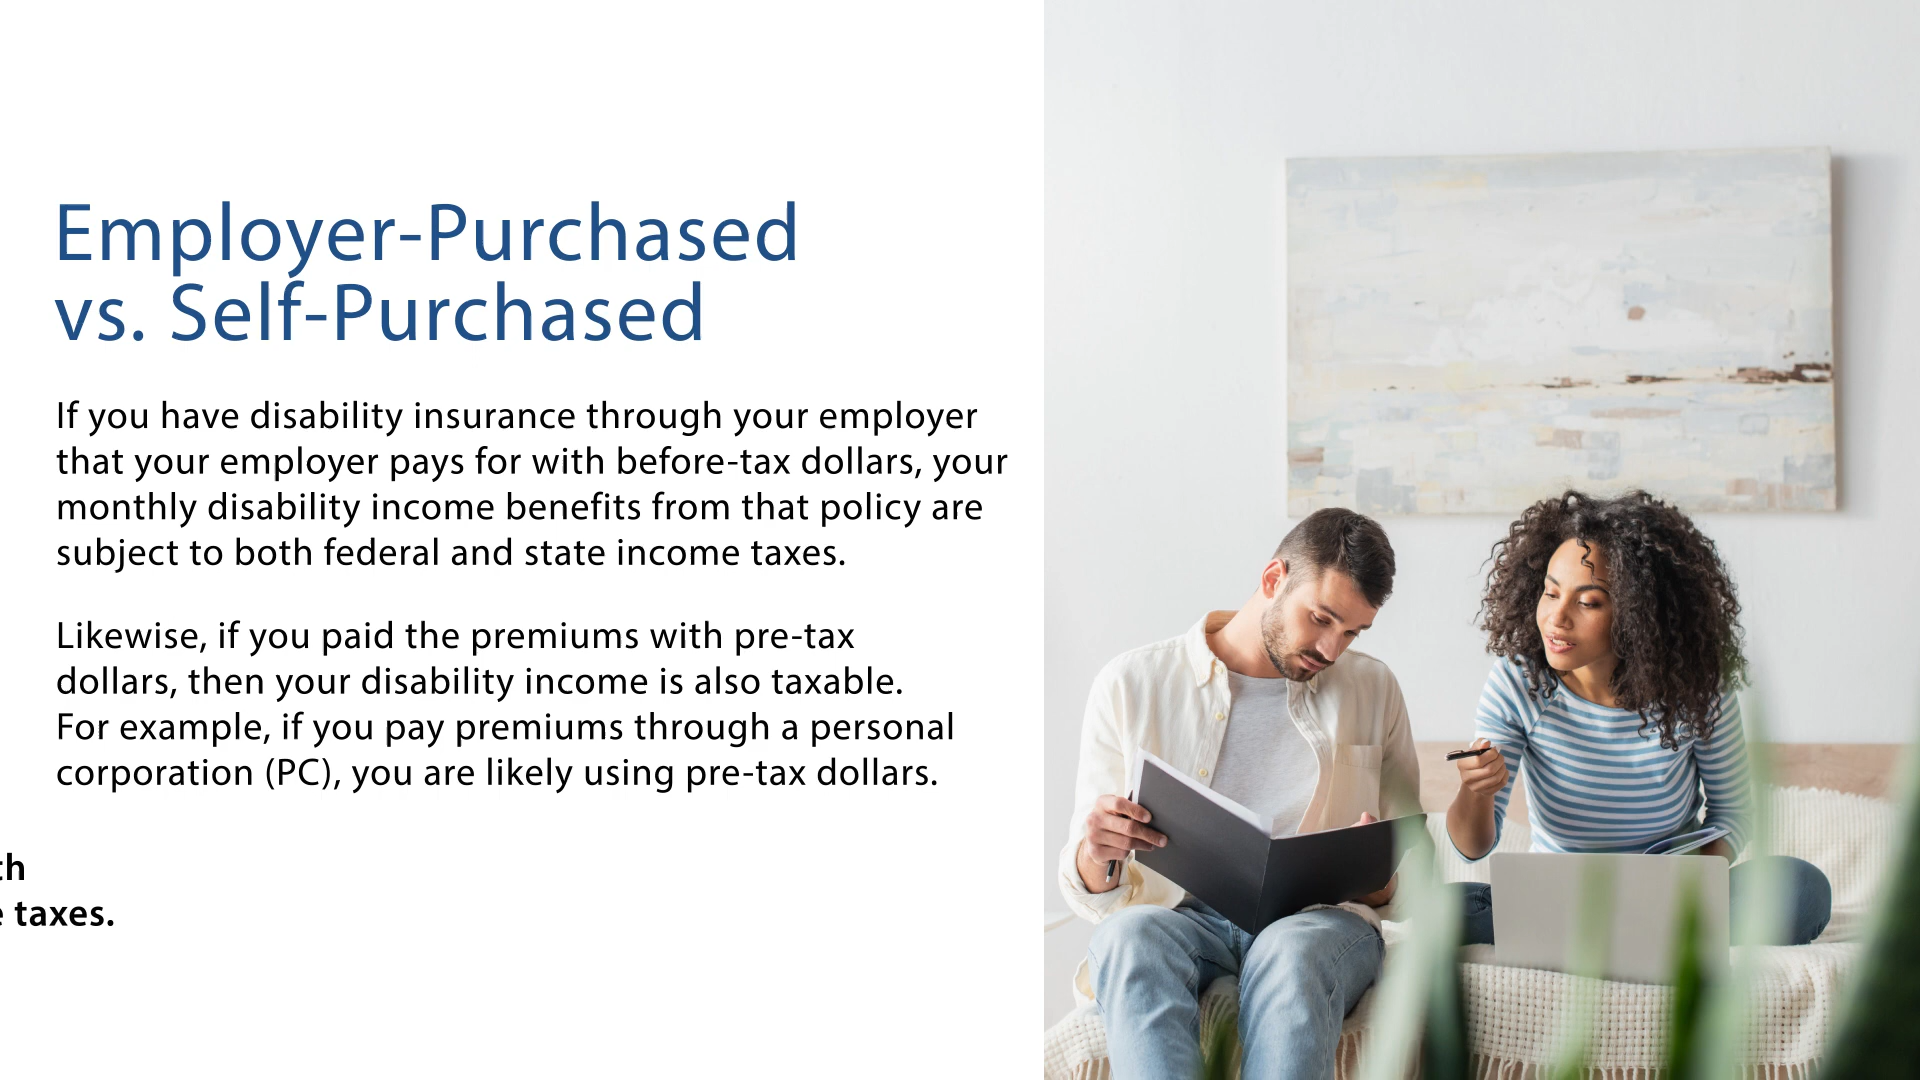 Employer-Purchased
vs. Self-Purchased
If you have disability insurance through your employer
that your employer pays for with before-tax dollars, your
monthly disability income benefits from that policy are
subject to both federal and state income taxes.
Likewise, if you paid the premiums with pre-tax
dollars, then your disability income is also taxable.
For example, if you pay premiums through a personal
corporation (PC), you are likely using pre-tax dollars.
taxes.